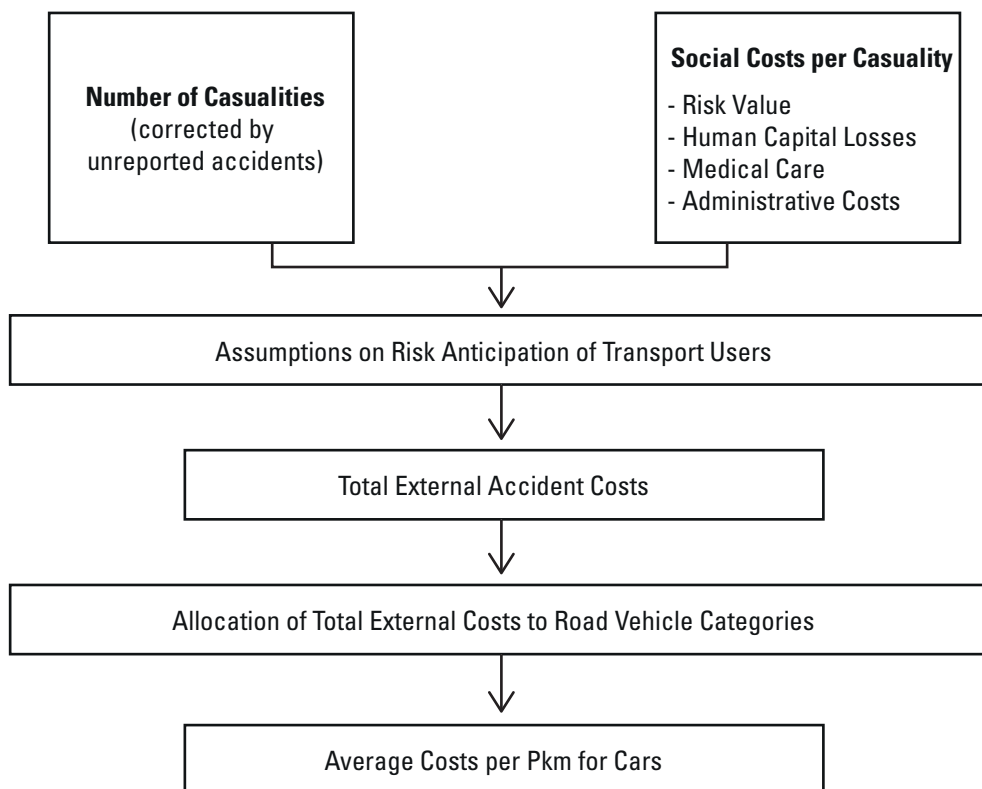 Number of Casualities
(corrected by
unreported accidents)
Social Costs per Casuality
- Risk Value
- Human Capital Losses
- Medical Care
- Administrative Costs
Assumptions on Risk Anticipation of Transport Users
Total External Accident Costs
Allocation of Total External Costs to Road Vehicle Categories
Average Costs per Pkm for Cars